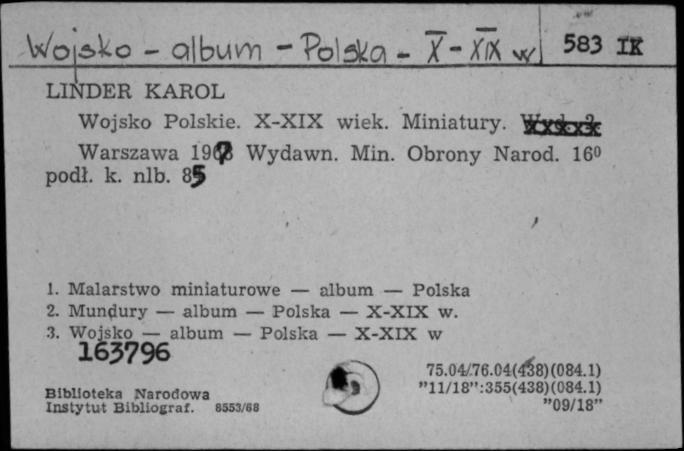 Wojsko - album - Polska - X - XIX w
583 IK
LINDER KAROL
Wojsko Polskie. X-XIX wiek. Miniatury.
Warszawa 1967 Wydawn. Min. Obrony Narod. 16⁰
podł. k. nlb. 85
1. Malarstwo miniaturowe — album — Polska
2. Mundury — album — Polska — X-XIX w.
3. Wojsko — album — Polska — X-XIX w
163796
75.04/.76.04(438)(084.1)
"11/18":355(438)(084.1)
"09/18"
Biblioteka Narodowa
Instytut Bibliograf. 8553/68